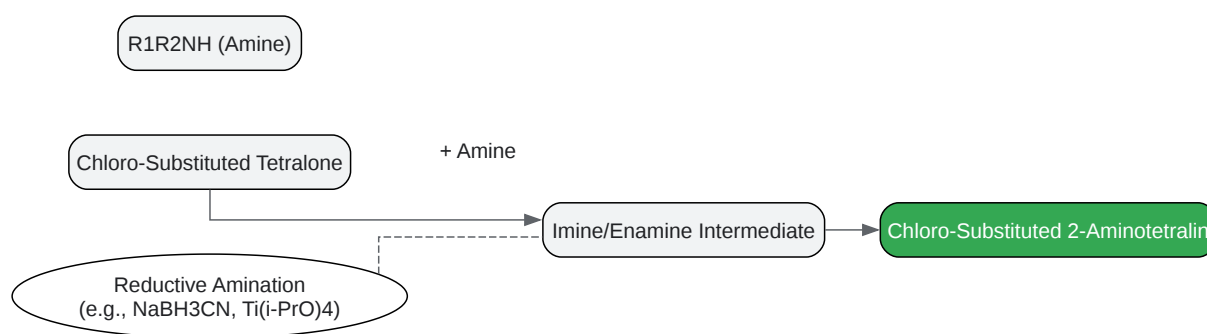 R1R2NH (Amine)
Chloro-Substituted Tetralone
+ Amine
Imine/Enamine Intermediate
Chloro-Substituted 2-Aminotetralin
Reductive Amination
(e.g., NaBH3CN, Ti(i-PrO)4)